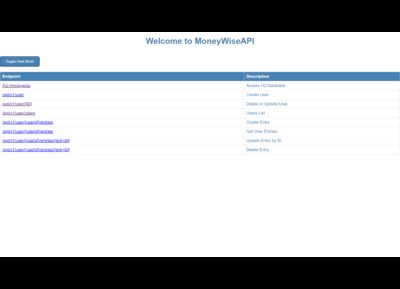 Welcome to MoneyWiseAPI
Toggle Dark Mode
Endpoint Description
/h2-moneywise Access H2 Database
/api/v1/user Create User
/api/v1/user/{ID} Delete or Update User
/api/v1/user/users Users List
/api/v1/user/{userId}/entries Create Entry
/api/v1/user/{userId}/entries Get User Entries
/api/v1/user/{userId}/entries/{entryId} Update Entry by ID
/api/v1/user/{userId}/entries/{entryId} Delete Entry